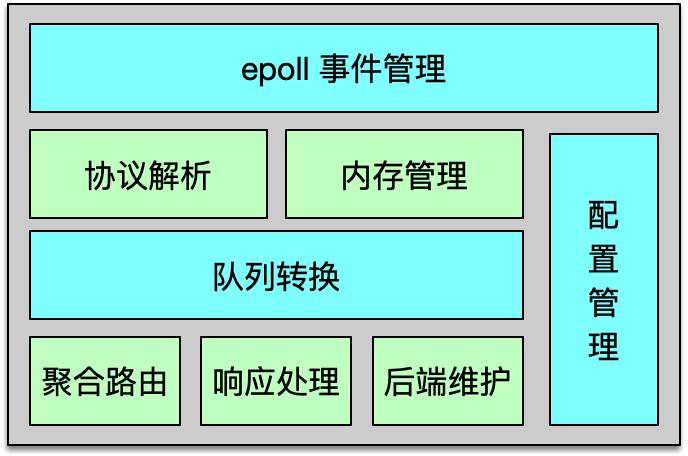 epoll 事件管理
协议解析
内存管理
队列转换
聚合路由
响应处理
后端维护
配
置
管
理